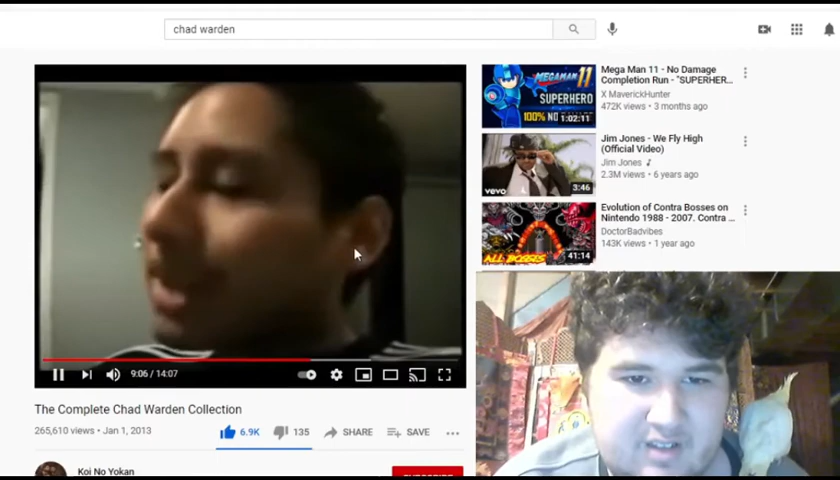 chad warden
MEGAMAN 11
SUPERHERO
100% NO
1:02:11
Mega Man 11 - No Damage
Completion Run - "SUPERHER...
X MaverickHunter
472K views • 3 months ago
vevo
3:46
Jim Jones - We Fly High
(Official Video)
Jim Jones
2.3M views • 6 years ago
ALL BOSSES
41:14
Evolution of Contra Bosses on
Nintendo 1988 - 2007. Contra ...
DoctorBadvibes
143K views • 1 year ago
9:06 / 14:07
The Complete Chad Warden Collection
265,610 views • Jan 1, 2013
6.9K
135
SHARE
SAVE
Koi No Yokan
SUBSCRIBE